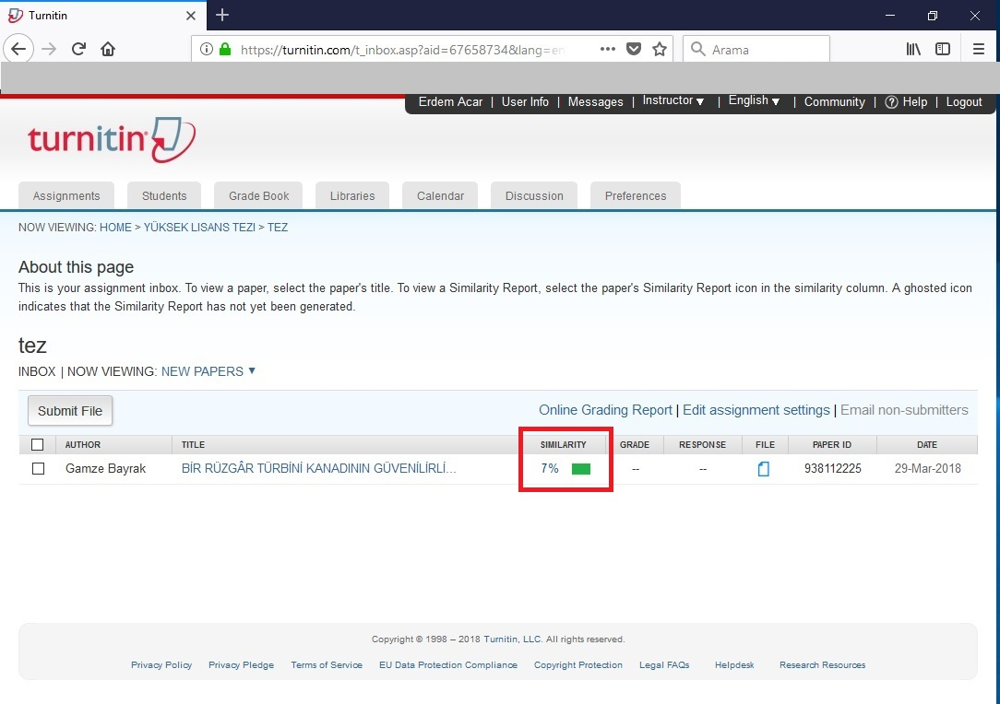 Turnitin
https://turnitin.com/t_inbox.asp?aid=67658734&lang=en
Arama
Erdem Acar | User Info | Messages | Instructor ▼ | English ▼ | Community | ? Help | Logout
turnitin
Assignments Students Grade Book Libraries Calendar Discussion Preferences
NOW VIEWING: HOME > YÜKSEK LISANS TEZI > TEZ
About this page
This is your assignment inbox. To view a paper, select the paper's title. To view a Similarity Report, select the paper's Similarity Report icon in the similarity column. A ghosted icon
indicates that the Similarity Report has not yet been generated.
tez
INBOX | NOW VIEWING: NEW PAPERS ▼
Submit File Online Grading Report | Edit assignment settings | Email non-submitters
AUTHOR TITLE SIMILARITY GRADE RESPONSE FILE PAPER ID DATE
Gamze Bayrak BİR RÜZGÂR TÜRBİNİ KANADININ GÜVENİLİRLİ... 7% -- -- 938112225 29-Mar-2018
Copyright © 1998 – 2018 Turnitin, LLC. All rights reserved.
Privacy Policy Privacy Pledge Terms of Service EU Data Protection Compliance Copyright Protection Legal FAQs Helpdesk Research Resources